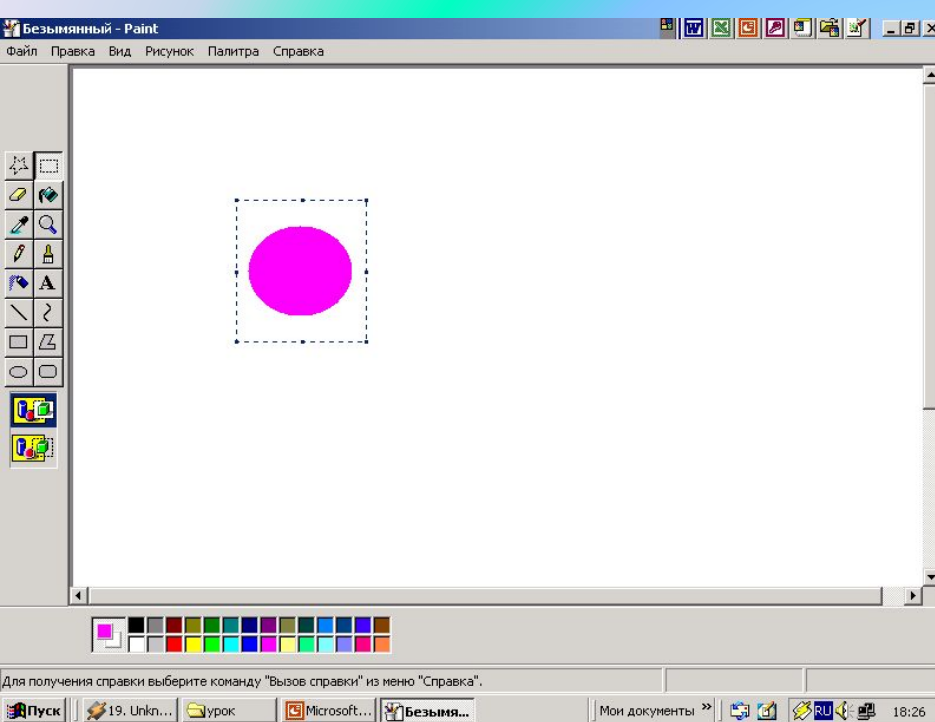 Безымянный - Paint
Файл Правка Вид Рисунок Палитра Справка
A
Для получения справки выберите команду "Вызов справки" из меню "Справка".
Пуск 19. Unkn... урок Microsoft... Безымя... Мои документы » RU 18:26